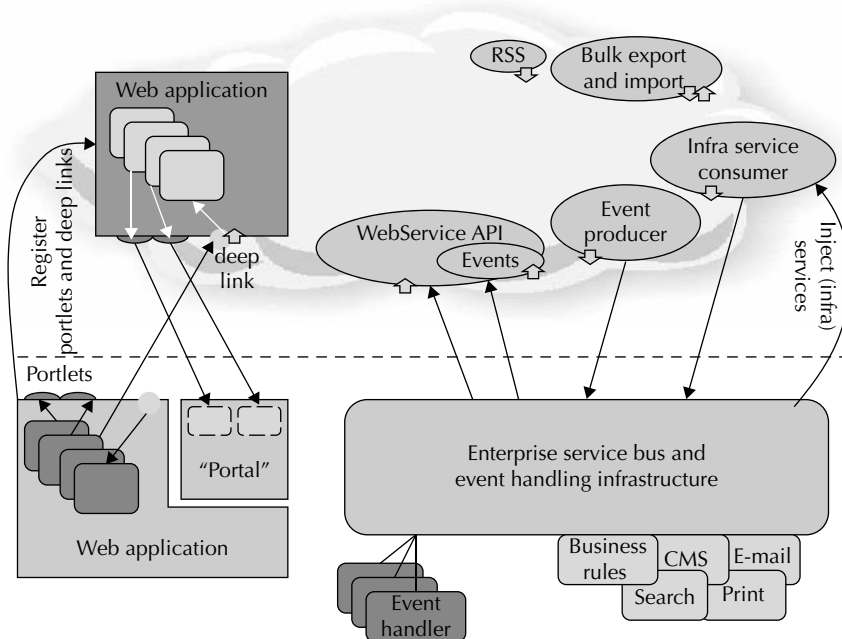 RSS
Bulk export
and import
Web application
Infra service
consumer
Register
portlets and deep links
WebService API
Events
Event
producer
deep
link
Inject (infra)
services
Portlets
"Portal"
Web application
Enterprise service bus and
event handling infrastructure
Business
rules
CMS
E-mail
Search
Print
Event
handler